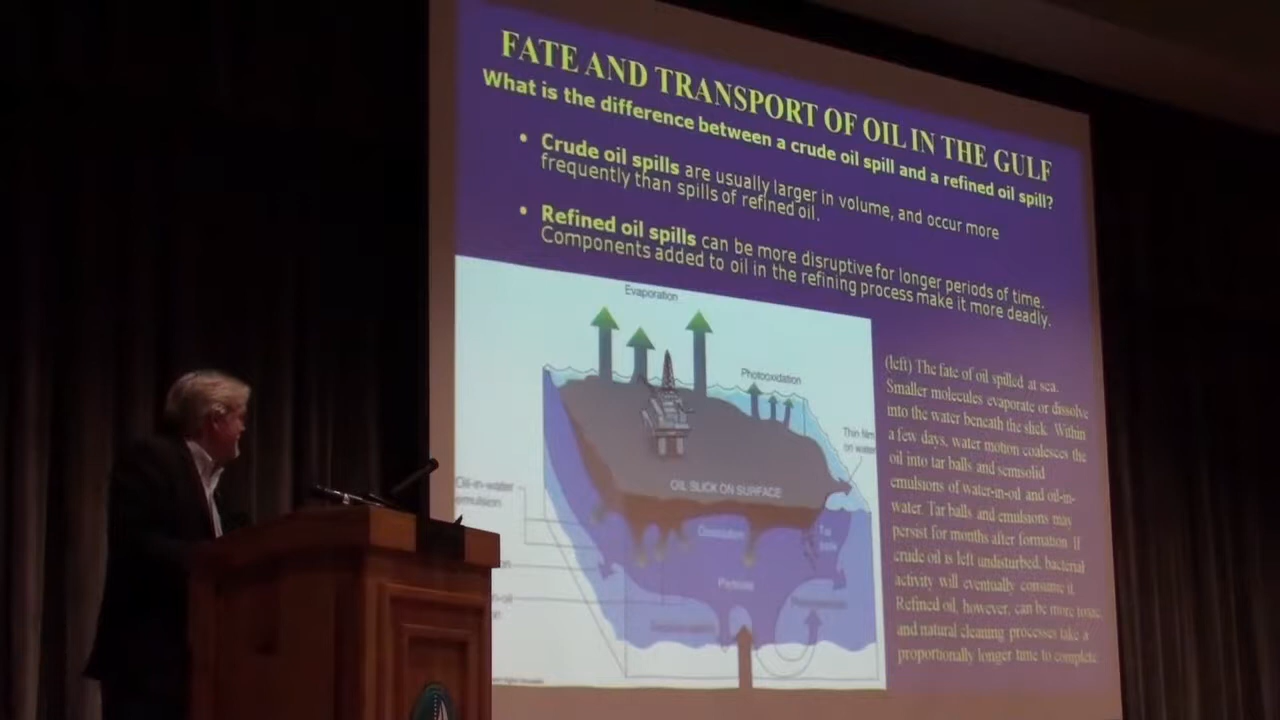 FATE AND TRANSPORT OF OIL IN THE GULF
What is the difference between a crude oil spill and a refined oil spill?
• Crude oil spills are usually larger in volume, and occur more
frequently than spills of refined oil.
• Refined oil spills can be more disruptive for longer periods of time.
Components added to oil in the refining process make it more deadly.
Evaporation
Photooxidation
Thin film
on water
OIL SLICK ON SURFACE
Oil-in-water
emulsion
Tar
(left) The fate of oil spilled at sea.
Smaller molecules evaporate or dissolve
into the water beneath the slick. Within
a few days, water motion coalesces the
oil into tar balls and semisolid
emulsions of water-in-oil and oil-in-
water. Tar balls and emulsions may
persist for months after formation. If
crude oil is left undisturbed, bacterial
activity will eventually consume it.
Refined oil, however, can be more toxic,
and natural cleaning processes take a
proportionally longer time to complete.